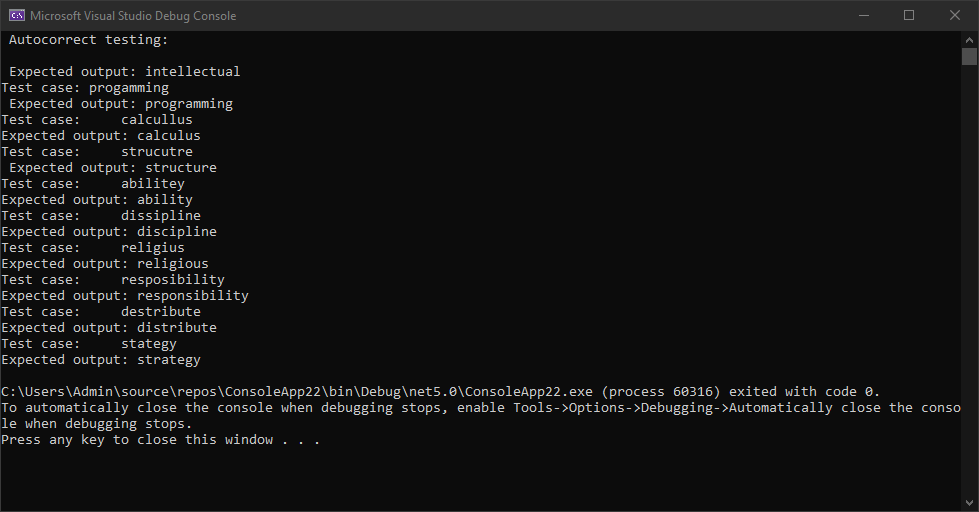 Microsoft Visual Studio Debug Console
Autocorrect testing:
Expected output: intellectual
Test case: progamming
Expected output: programming
Test case:     calcullus
Expected output: calculus
Test case:     strucutre
Expected output: structure
Test case:     abilitey
Expected output: ability
Test case:     dissipline
Expected output: discipline
Test case:     religius
Expected output: religious
Test case:     resposibility
Expected output: responsibility
Test case:     destribute
Expected output: distribute
Test case:     stategy
Expected output: strategy
C:\Users\Admin\source\repos\ConsoleApp22\bin\Debug\net5.0\ConsoleApp22.exe (process 60316) exited with code 0.
To automatically close the console when debugging stops, enable Tools->Options->Debugging->Automatically close the conso
le when debugging stops.
Press any key to close this window . . .